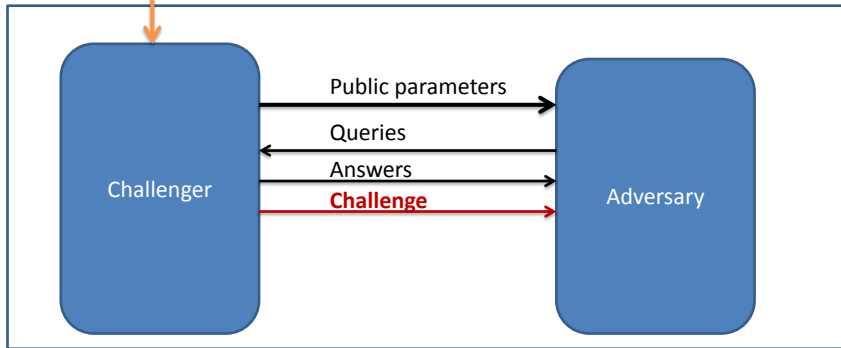 Public parameters
Queries
Answers
Challenger
Challenge
Adversary